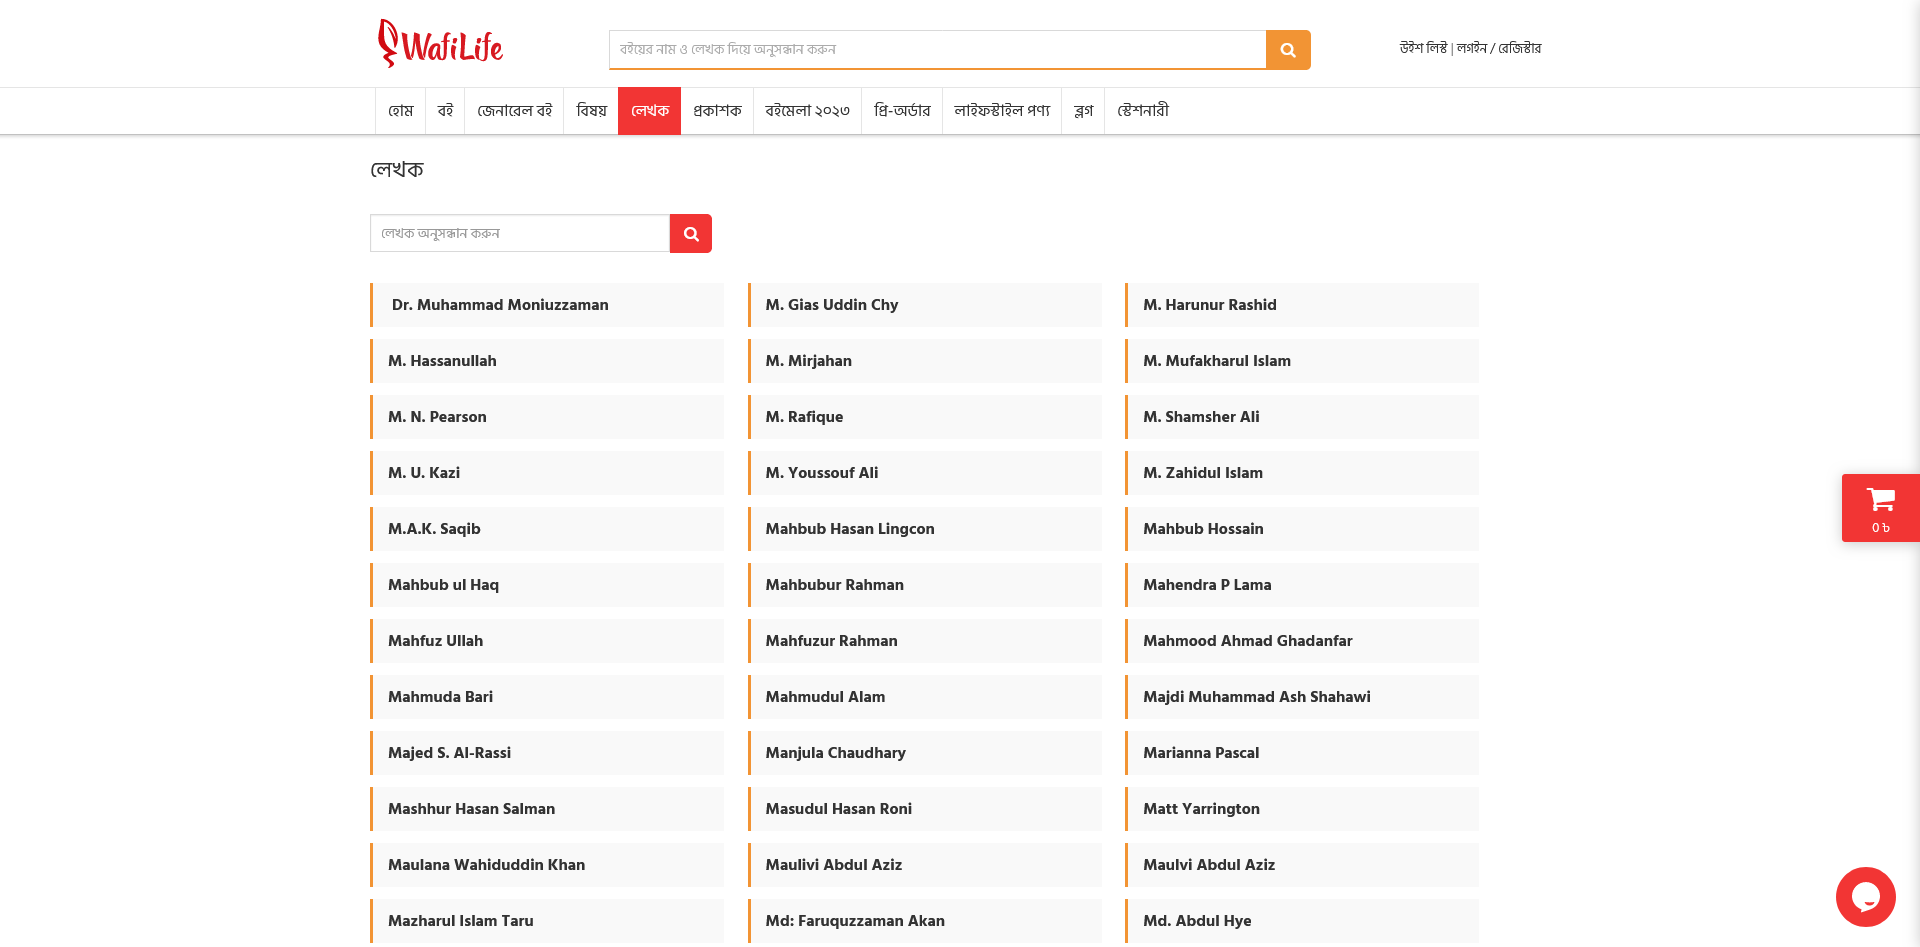 WafiLife
বইয়ের নাম ও লেখক দিয়ে অনুসন্ধান করুন
উইশ লিস্ট | লগইন / রেজিস্টার
হোম বই জেনারেল বই বিষয় লেখক প্রকাশক বইমেলা ২০২৩ প্রি-অর্ডার লাইফস্টাইল পণ্য ব্লগ স্টেশনারী
লেখক
লেখক অনুসন্ধান করুন
Dr. Muhammad Moniuzzaman M. Gias Uddin Chy M. Harunur Rashid
M. Hassanullah M. Mirjahan M. Mufakharul Islam
M. N. Pearson M. Rafique M. Shamsher Ali
M. U. Kazi M. Youssouf Ali M. Zahidul Islam
M.A.K. Saqib Mahbub Hasan Lingcon Mahbub Hossain
0 ৳
Mahbub ul Haq Mahbubur Rahman Mahendra P Lama
Mahfuz Ullah Mahfuzur Rahman Mahmood Ahmad Ghadanfar
Mahmuda Bari Mahmudul Alam Majdi Muhammad Ash Shahawi
Majed S. Al-Rassi Manjula Chaudhary Marianna Pascal
Mashhur Hasan Salman Masudul Hasan Roni Matt Yarrington
Maulana Wahiduddin Khan Maulivi Abdul Aziz Maulvi Abdul Aziz
Mazharul Islam Taru Md: Faruquzzaman Akan Md. Abdul Hye